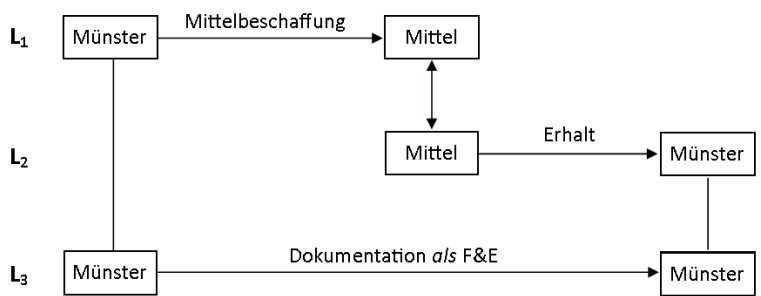 L₁ Münster Mittelbeschaffung Mittel
L₂ Mittel Erhalt Münster
L₃ Münster Dokumentation als F&E Münster